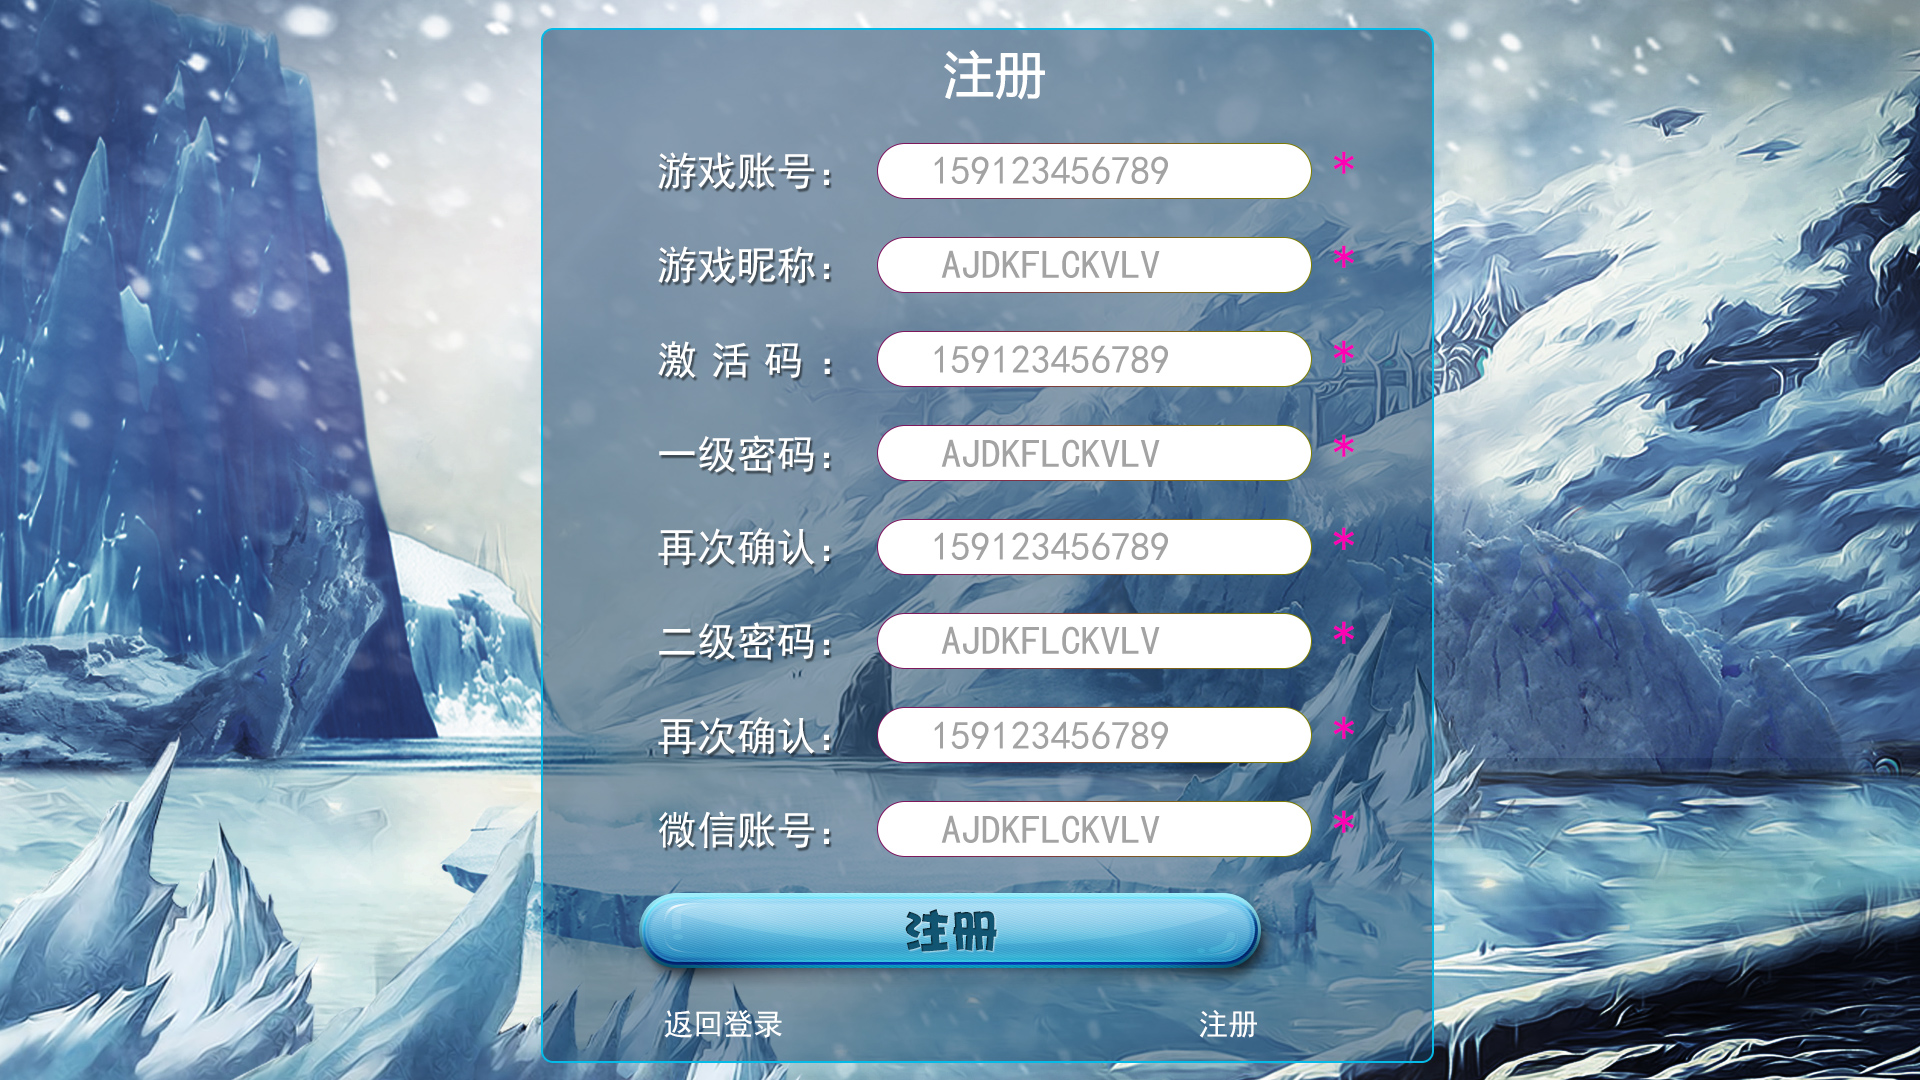 注册
游戏账号： 159123456789 *
游戏昵称： AJDKFLCKVLV *
激活码： 159123456789 *
一级密码： AJDKFLCKVLV *
再次确认： 159123456789 *
二级密码： AJDKFLCKVLV *
再次确认： 159123456789 *
微信账号： AJDKFLCKVLV *
注册
返回登录 注册